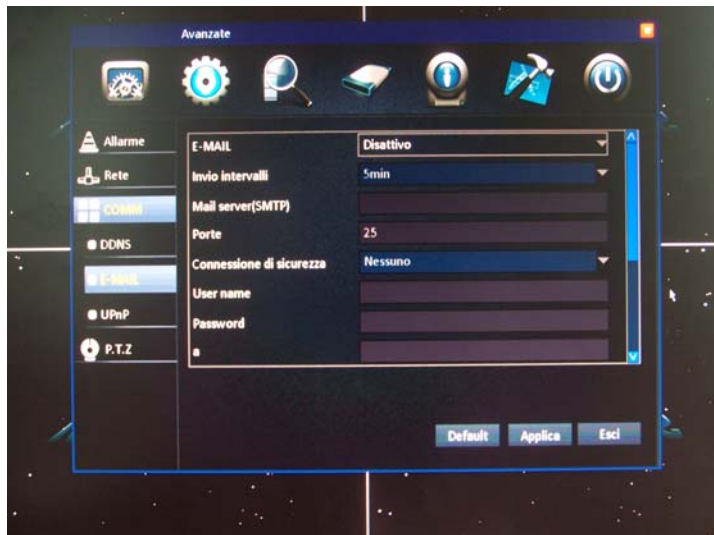 Avanzate
Allarme
Rete
COMM
DDNS
E-MAIL
UPnP
P.T.Z
E-MAIL Disattivo
Invio intervalli 5min
Mail server(SMTP)
Porte 25
Connessione di sicurezza Nessuno
User name
Password
a
Default Applica Esci